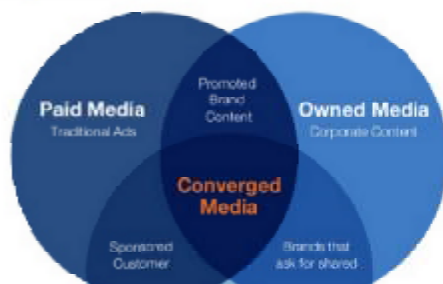 Promoted
Brand
Content
Paid Media
Traditional Ads
Owned Media
Corporate Content
Converged
Media
Sponsored
Customer
Brands that
ask for shared